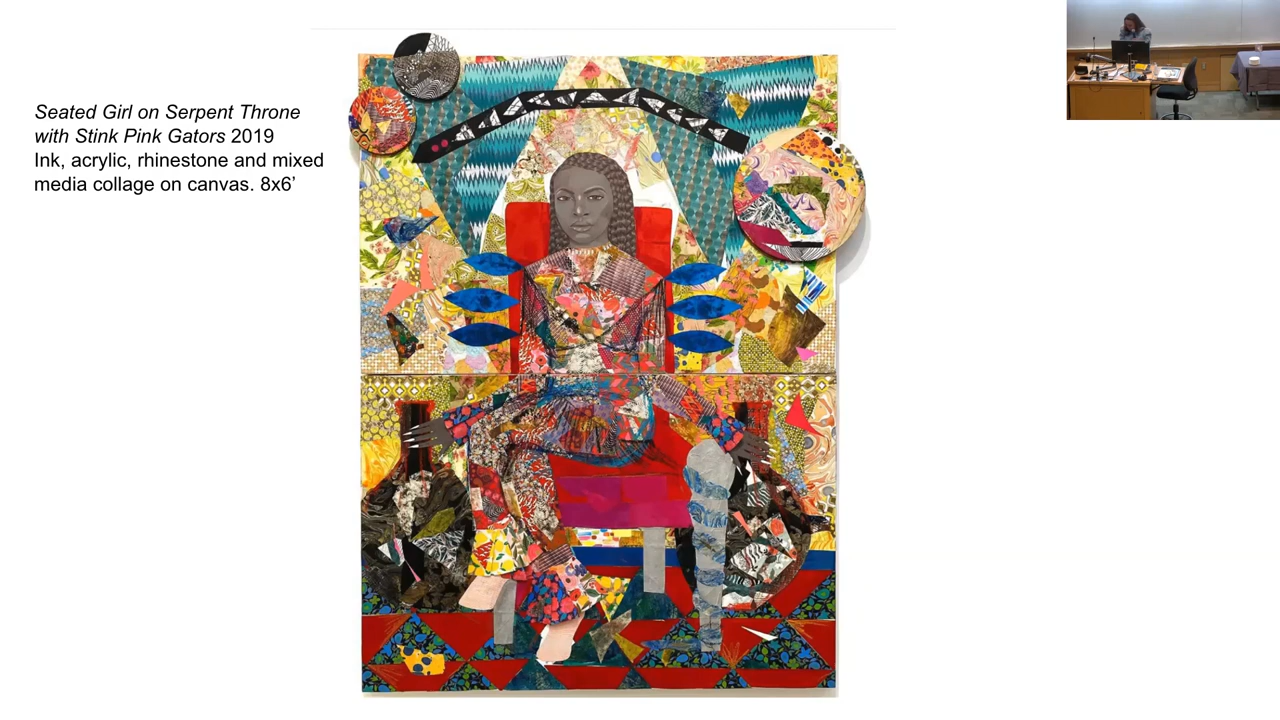 Seated Girl on Serpent Throne
with Stink Pink Gators 2019
Ink, acrylic, rhinestone and mixed
media collage on canvas. 8x6’